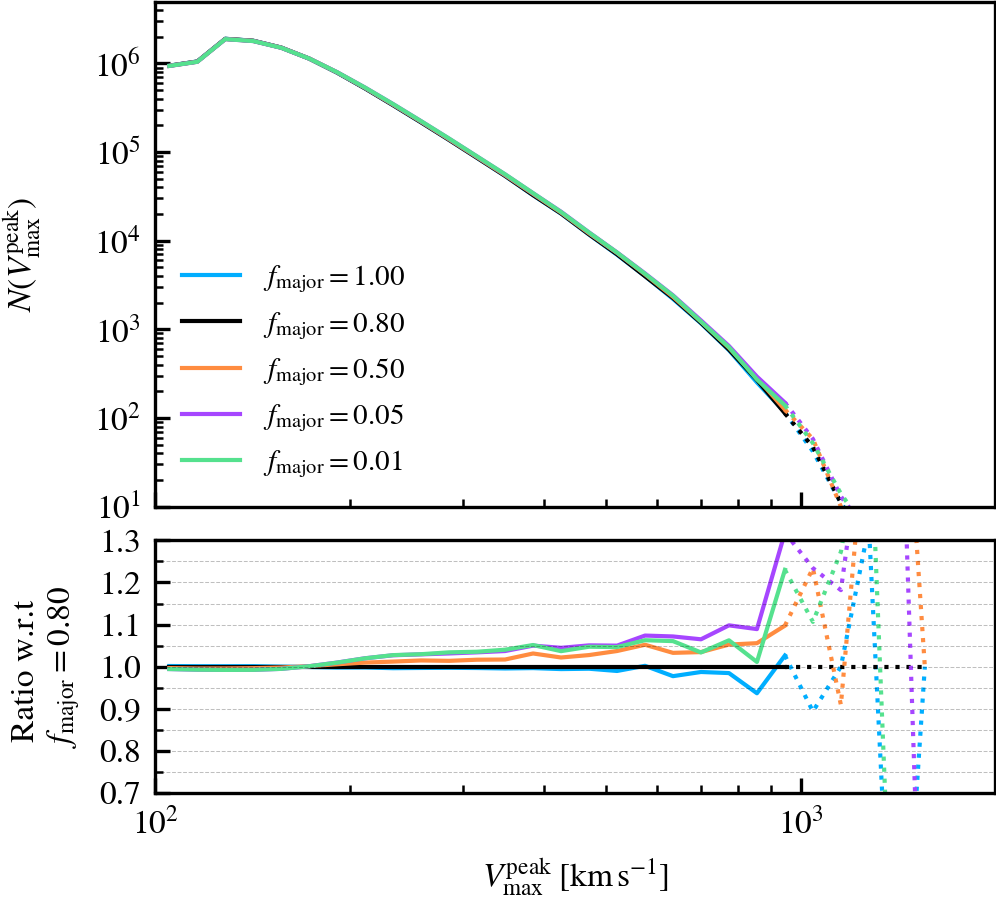 10^6
10^5
10^4
10^3
10^2
10^1
N(V_max^peak)
f_major = 1.00
f_major = 0.80
f_major = 0.50
f_major = 0.05
f_major = 0.01
1.3
1.2
1.1
1.0
0.9
0.8
0.7
Ratio w.r.t
f_major = 0.80
10^2
10^3
V_max^peak [km s^−1]